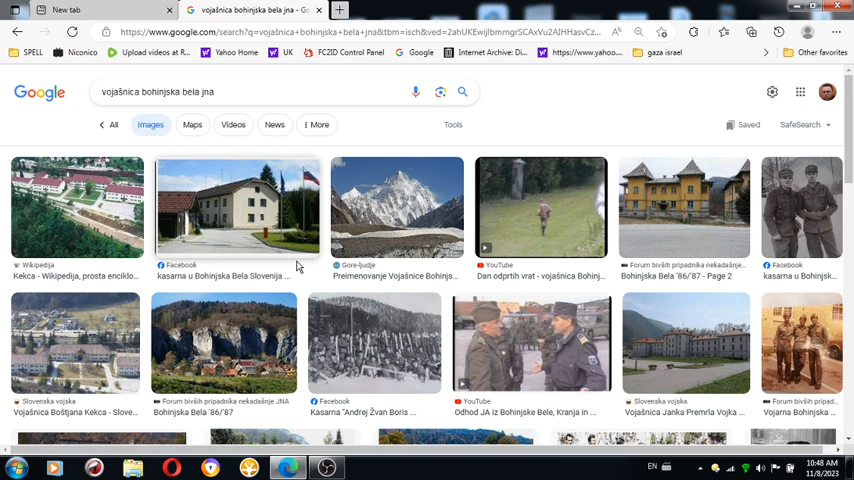 New tab
vojašnica bohinjska bela jna - Go
https://www.google.com/search?q=vojašnica+bohinjska+bela+jna&tbm=isch&ved=2ahUKEwijlbmmgrSCAxVu2AIHHasvCz...
SPELL
Niconico
Upload videos at R...
Yahoo Home
UK
FC2ID Control Panel
Google
Internet Archive: Di...
https://www.yahoo....
gaza israel
Other favorites
Google
vojašnica bohinjska bela jna
All
Images
Maps
Videos
News
More
Tools
Saved
SafeSearch
Wikipedija
Kekca - Wikipedija, prosta enciklo...
Facebook
kasarna u Bohinjska Bela Slovenija ...
Gore-ljudje
Preimenovanje Vojašnice Bohinjs...
YouTube
Dan odprtih vrat - vojašnica Bohinj...
Forum bivših pripadnika nekadašnje...
Bohinjska Bela '86/'87 - Page 2
Facebook
kasarna u Bohinjsk...
Slovenska vojska
Vojašnica Boštjana Kekca - Slove...
Forum bivših pripadnika nekadašnje JNA
Bohinjska Bela '86/'87
Facebook
Kasarna "Andrej Žvan Boris ...
YouTube
Odhod JA iz Bohinjske Bele, Kranja in ...
Slovenska vojska
Vojašnica Janka Premrla Vojka ...
Forum bivših pripad...
Vojarna Bohinjska ...
EN
10:48 AM
11/8/2023